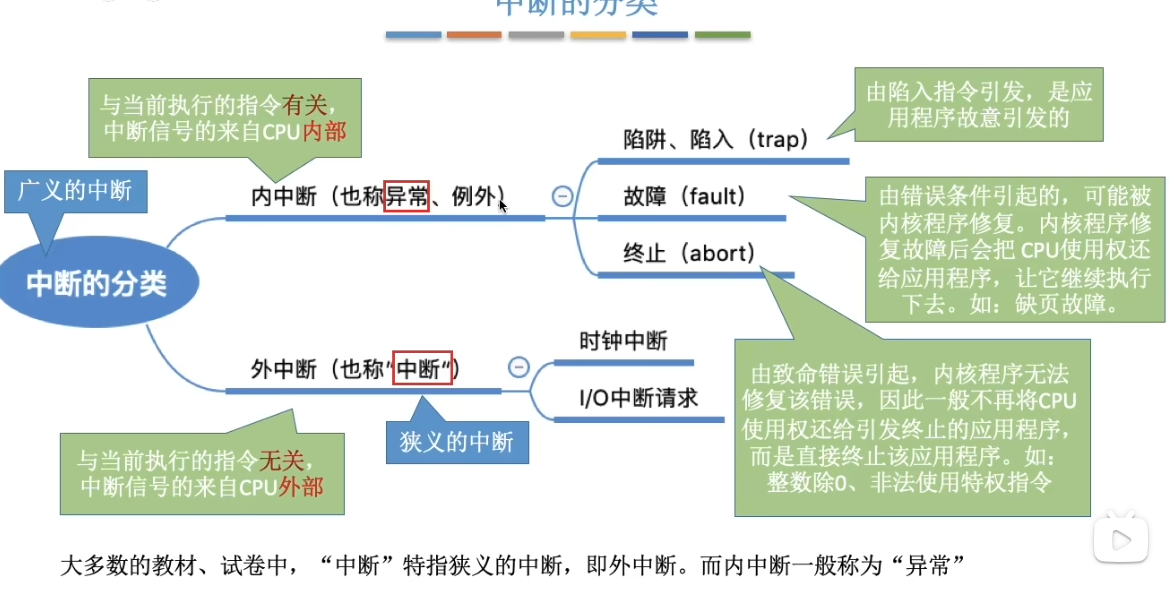 中断的分类
与当前执行的指令有关，
中断信号的来自CPU内部
广义的中断
中断的分类
内中断（也称异常、例外）
陷阱、陷入（trap）
由陷入指令引发，是应
用程序故意引发的
故障（fault）
由错误条件引起的，可能被
内核程序修复。内核程序修
复故障后会把 CPU使用权还
给应用程序，让它继续执行
下去。如：缺页故障。
终止（abort）
由致命错误引起，内核程序无法
修复该错误，因此一般不再将CPU
使用权还给引发终止的应用程序，
而是直接终止该应用程序。如：
整数除0、非法使用特权指令
外中断（也称“中断“）
时钟中断
I/O中断请求
狭义的中断
与当前执行的指令无关，
中断信号的来自CPU外部
大多数的教材、试卷中，“中断”特指狭义的中断，即外中断。而内中断一般称为“异常”